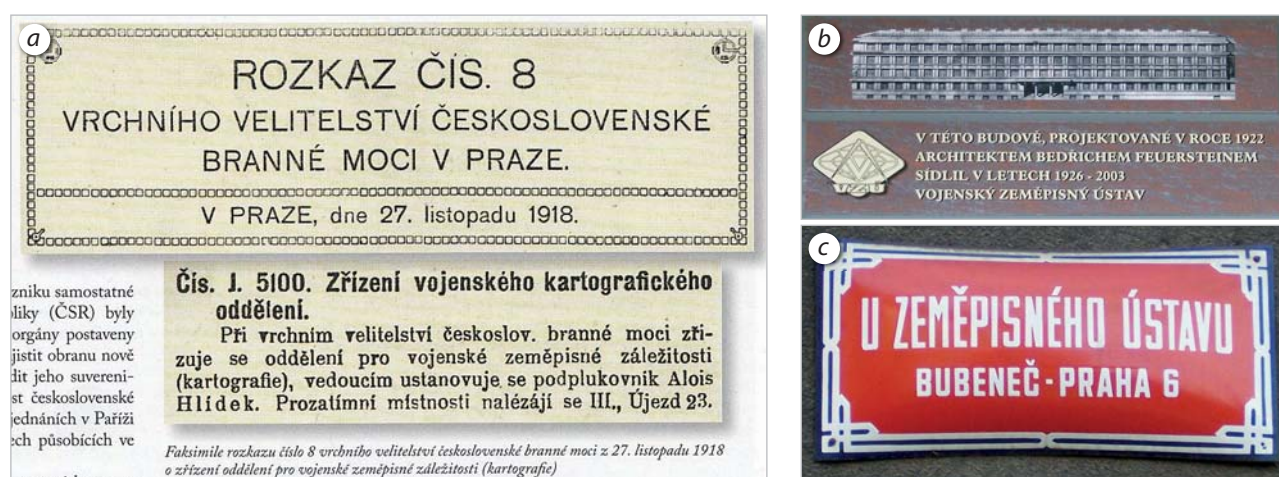 a
ROZKAZ ČÍS. 8
VRCHNÍHO VELITELSTVÍ ČESKOSLOVENSKÉ
BRANNÉ MOCI V PRAZE.
V PRAZE, dne 27. listopadu 1918.
zniku samostatné
bliky (ČSR) byly
orgány postaveny
jistit obranu nově
dit jeho suvereni-
st československé
jednáních v Paříži
ech působících ve
Čís. J. 5100. Zřízení vojenského kartografického
oddělení.
Při vrchním velitelství českoslov. branné moci zři-
zuje se oddělení pro vojenské zeměpisné záležitosti
(kartografie), vedoucím ustanovuje se podplukovník Alois
Hlídek. Prozatímní místnosti nalézájí se III., Újezd 23.
Faksimile rozkazu číslo 8 vrchního velitelství československé branné moci z 27. listopadu 1918
o zřízení oddělení pro vojenské zeměpisné záležitosti (kartografie)
b
V TÉTO BUDOVĚ, PROJEKTOVANÉ V ROCE 1922
ARCHITEKTEM BEDŘICHEM FEUERSTEINEM
SÍDLIL V LETECH 1926 - 2003
VOJENSKÝ ZEMĚPISNÝ ÚSTAV
c
U ZEMĚPISNÉHO ÚSTAVU
BUBENEČ - PRAHA 6